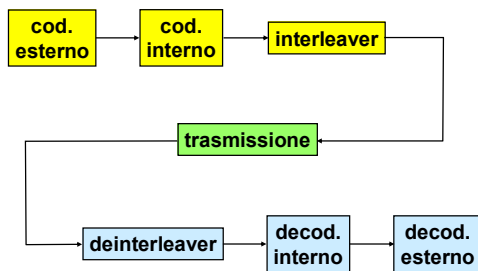 cod.
esterno
cod.
interno
interleaver
trasmissione
deinterleaver
decod.
interno
decod.
esterno